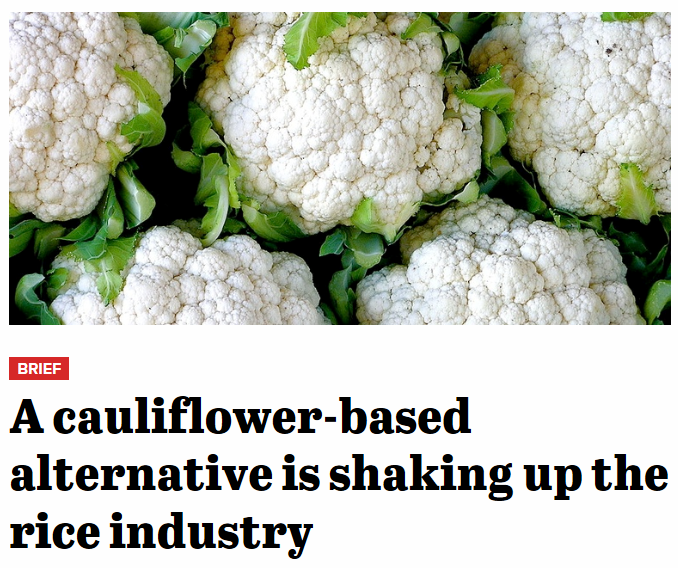 BRIEF
A cauliflower-based
alternative is shaking up the
rice industry